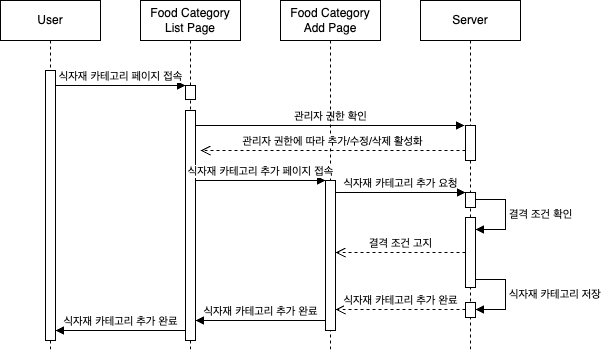 User
Food Category
List Page
Food Category
Add Page
Server
식자재 카테고리 페이지 접속
관리자 권한 확인
관리자 권한에 따라 추가/수정/삭제 활성화
식자재 카테고리 추가 페이지 접속
식자재 카테고리 추가 요청
결격 조건 확인
결격 조건 고지
식자재 카테고리 저장
식자재 카테고리 추가 완료
식자재 카테고리 추가 완료
식자재 카테고리 추가 완료